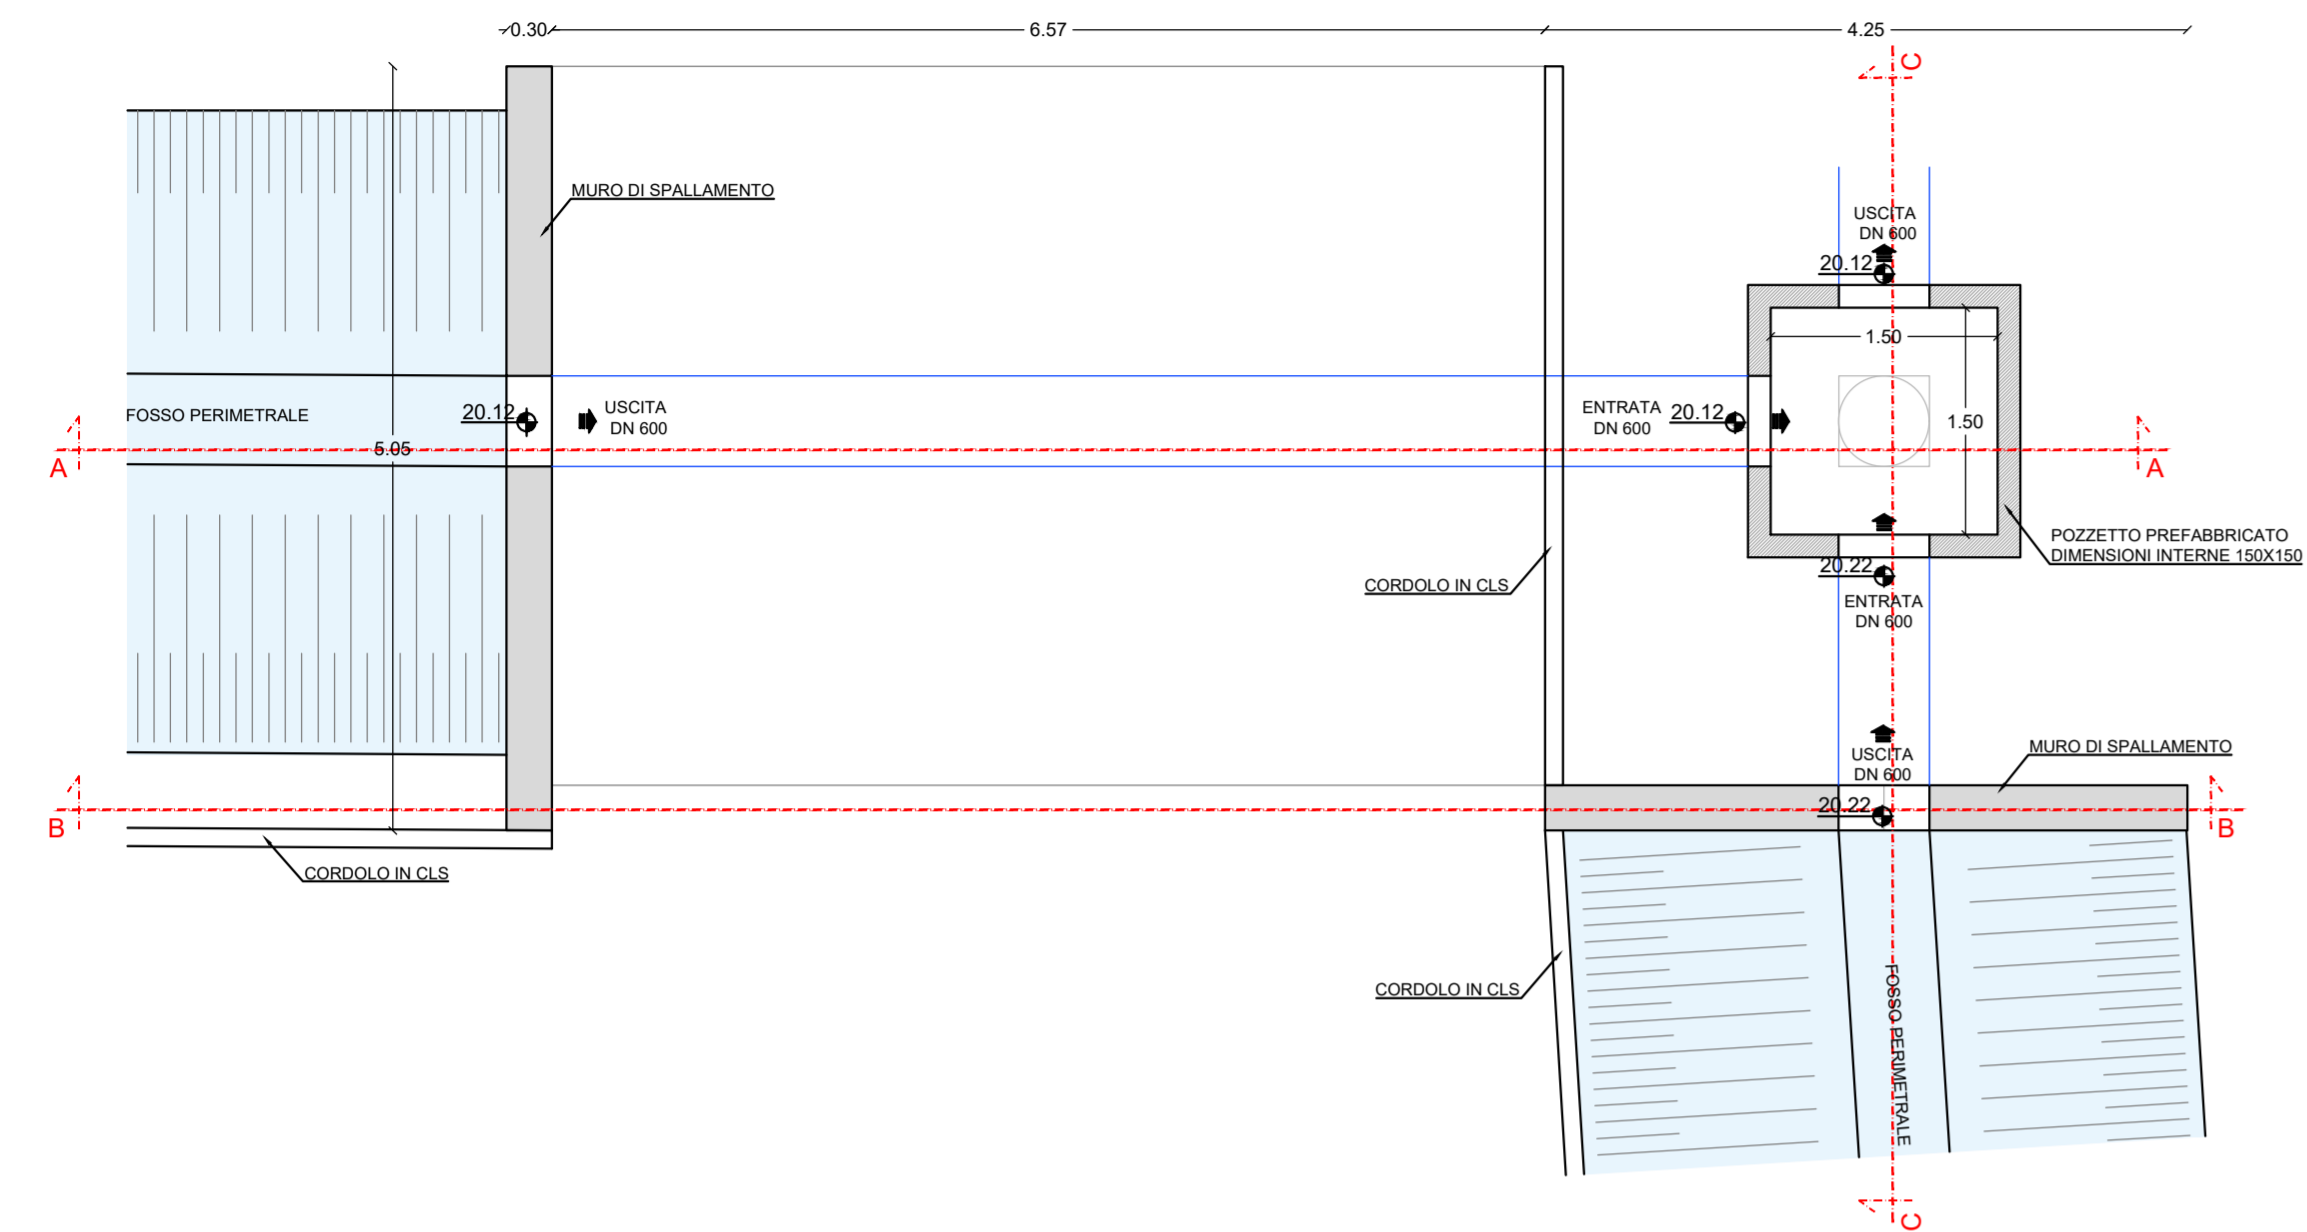 0.30
6.57
4.25
C
MURO DI SPALLAMENTO
USCITA
DN 600
20.12
1.50
FOSSO PERIMETRALE
20.12
USCITA
DN 600
ENTRATA
DN 600
20.12
1.50
5.05
A
A
POZZETTO PREFABBRICATO
DIMENSIONI INTERNE 150X150
CORDOLO IN CLS
20.22
ENTRATA
DN 600
USCITA
DN 600
MURO DI SPALLAMENTO
20.22
B
B
CORDOLO IN CLS
CORDOLO IN CLS
FOSSO PERIMETRALE
C